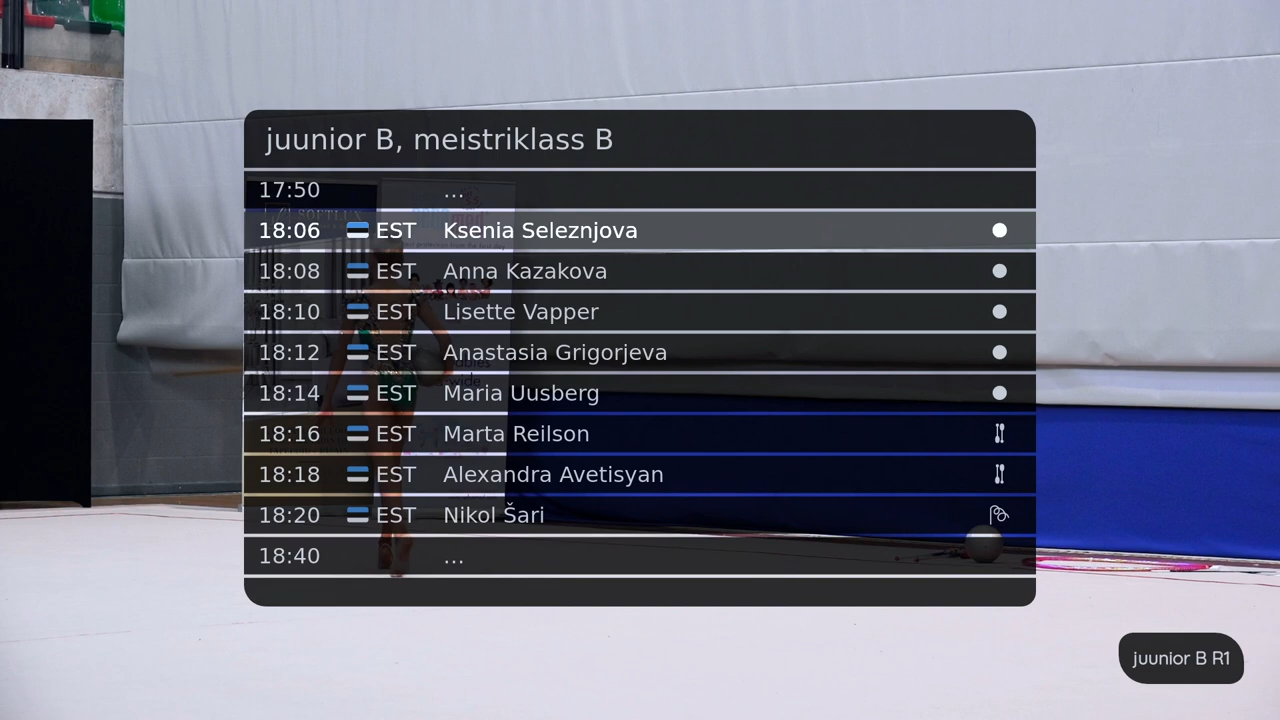 juunior B, meistriklass B
17:50 ...
18:06 EST Ksenia Seleznjova
18:08 EST Anna Kazakova
18:10 EST Lisette Vapper
18:12 EST Anastasia Grigorjeva
18:14 EST Maria Uusberg
18:16 EST Marta Reilson
18:18 EST Alexandra Avetisyan
18:20 EST Nikol Šari
18:40 ...
juunior B R1